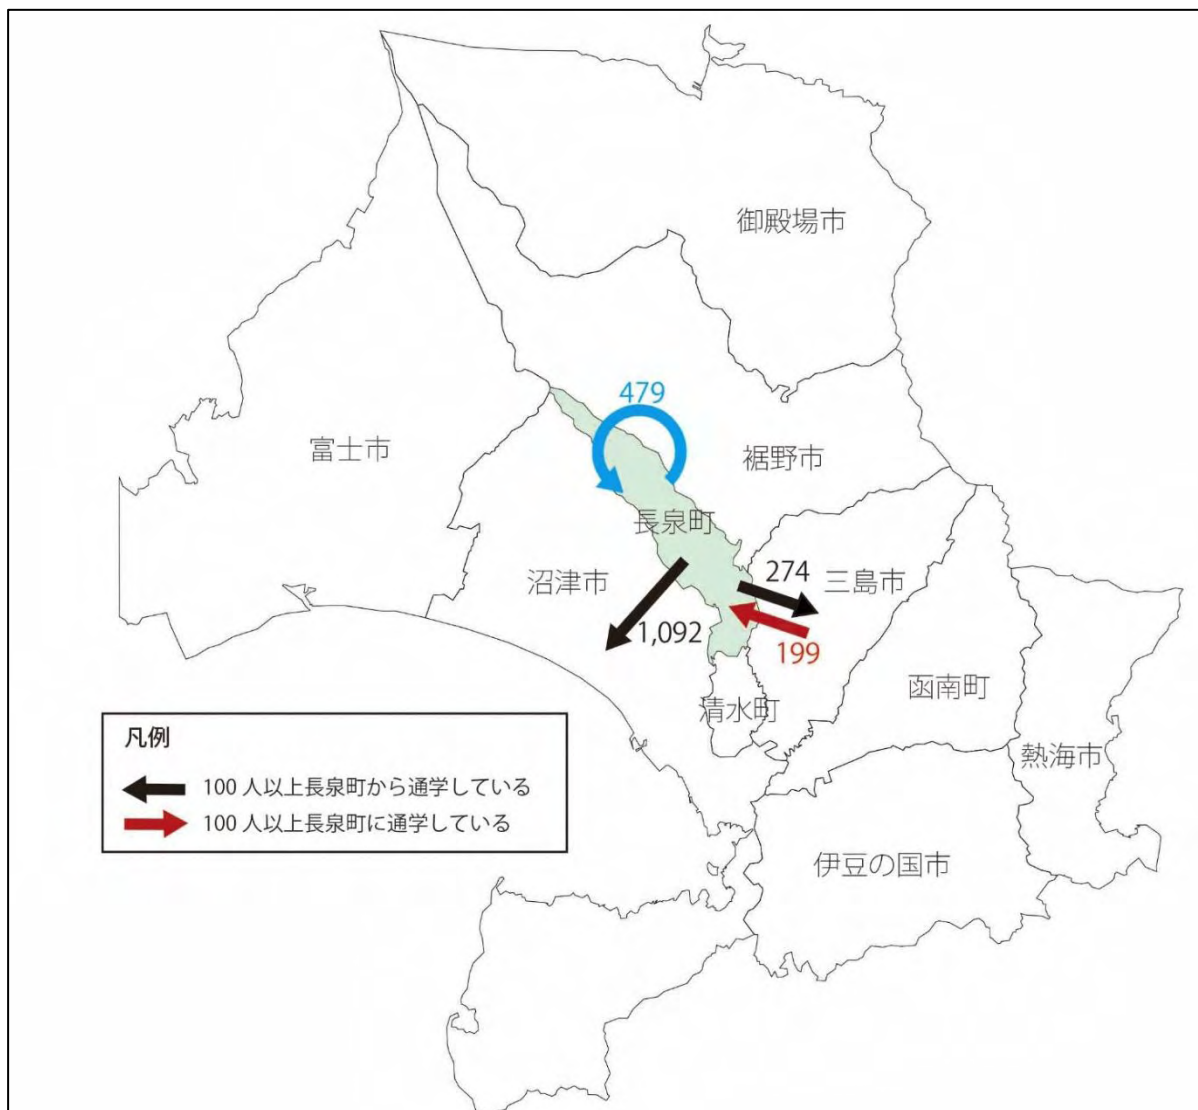 御殿場市
479
富士市
裾野市
長泉町
沼津市
274
三島市
1,092
199
函南町
清水町
熱海市
凡例
100 人以上長泉町から通学している
100 人以上長泉町に通学している
伊豆の国市